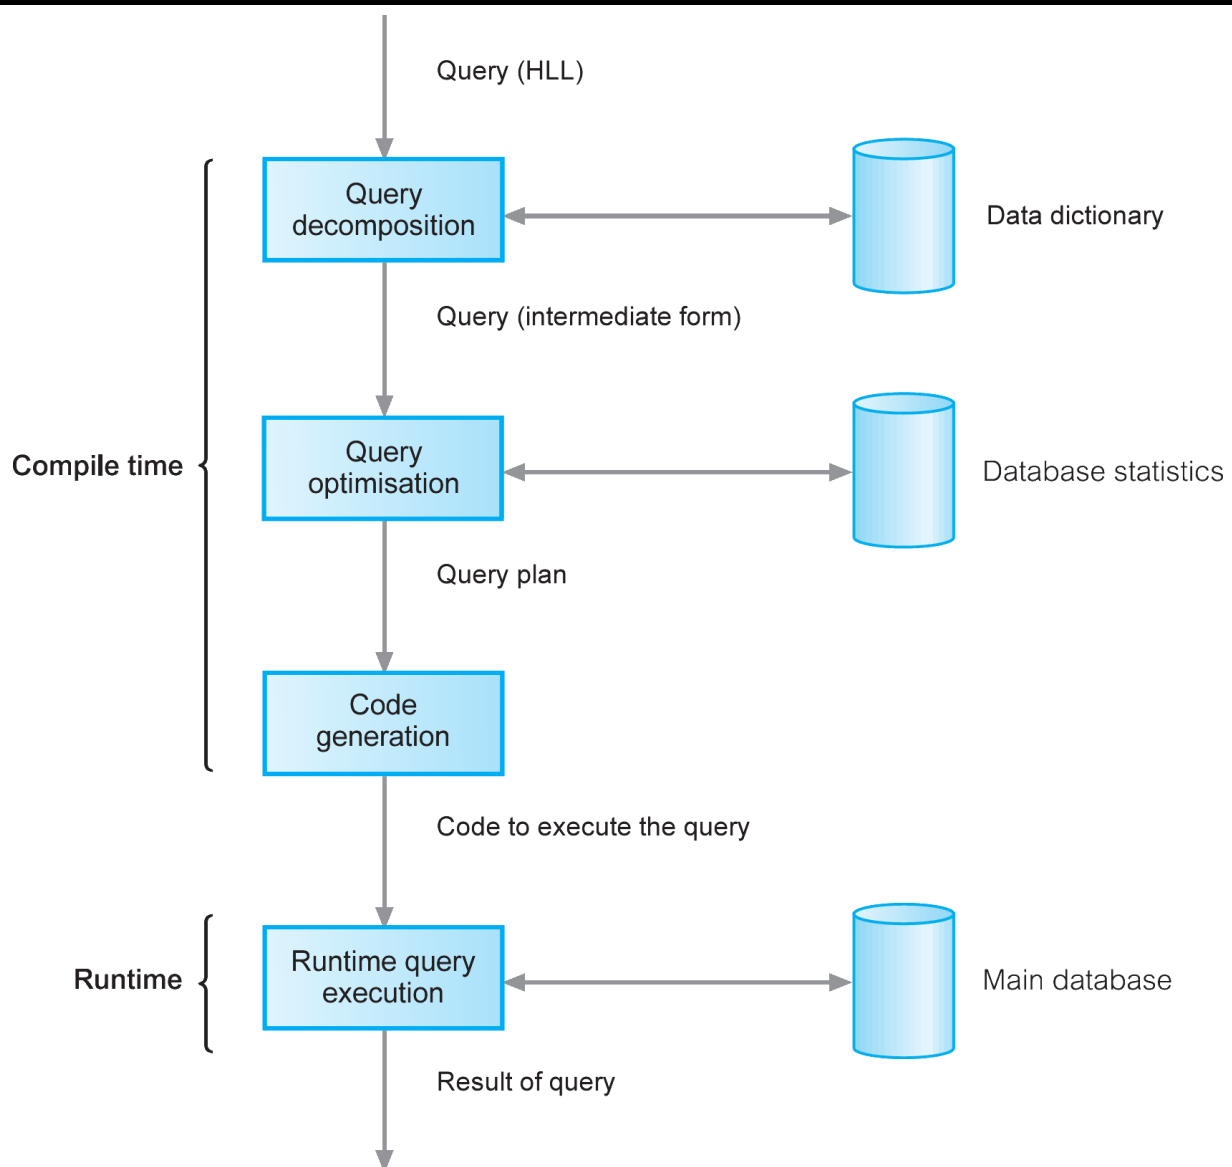 Query (HLL)
Query
decomposition
Data dictionary
Query (intermediate form)
Compile time
Query
optimisation
Database statistics
Query plan
Code
generation
Code to execute the query
Runtime
Runtime query
execution
Main database
Result of query